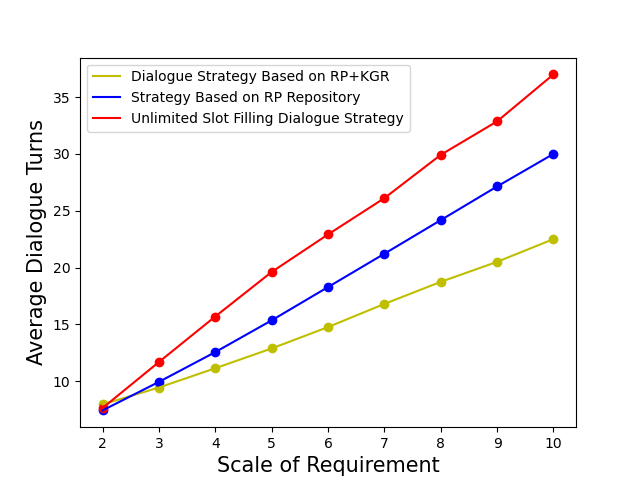 Dialogue Strategy Based on RP+KGR
Strategy Based on RP Repository
Unlimited Slot Filling Dialogue Strategy
35
30
25
20
15
10
Average Dialogue Turns
2 3 4 5 6 7 8 9 10
Scale of Requirement